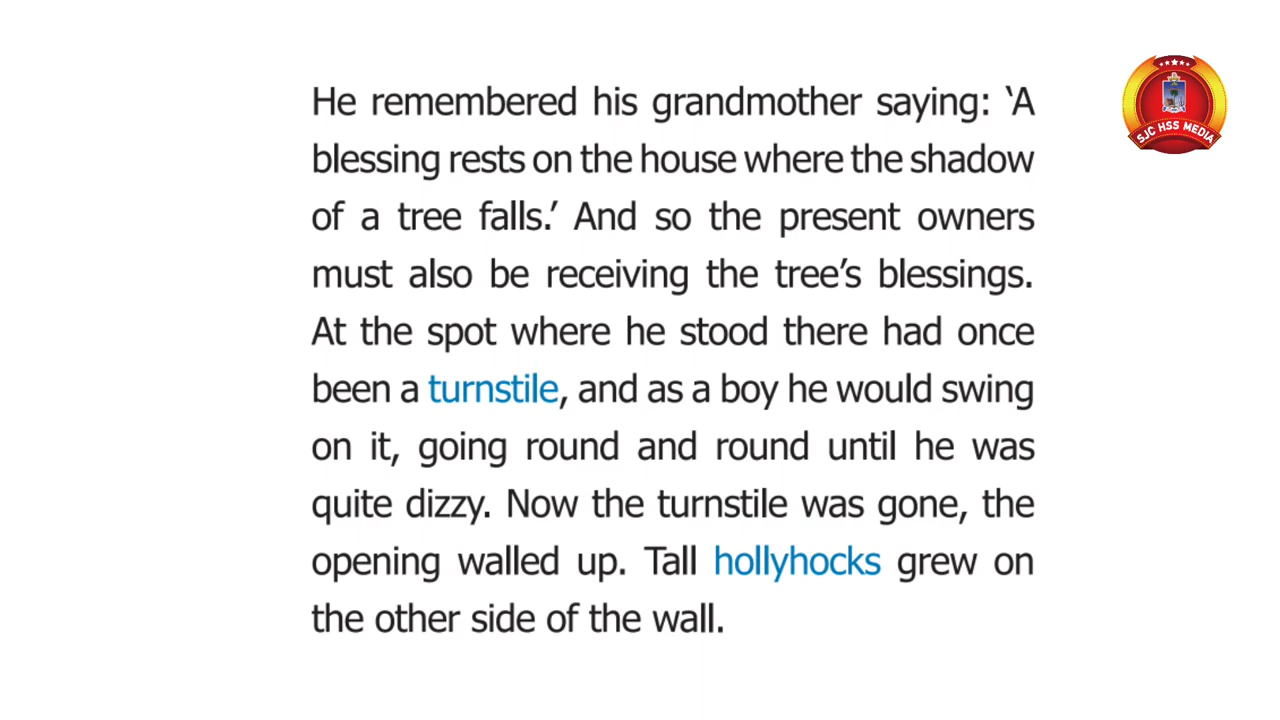 He remembered his grandmother saying: ‘A
blessing rests on the house where the shadow
of a tree falls.’ And so the present owners
must also be receiving the tree’s blessings.
At the spot where he stood there had once
been a turnstile, and as a boy he would swing
on it, going round and round until he was
quite dizzy. Now the turnstile was gone, the
opening walled up. Tall hollyhocks grew on
the other side of the wall.
SJC HSS MEDIA